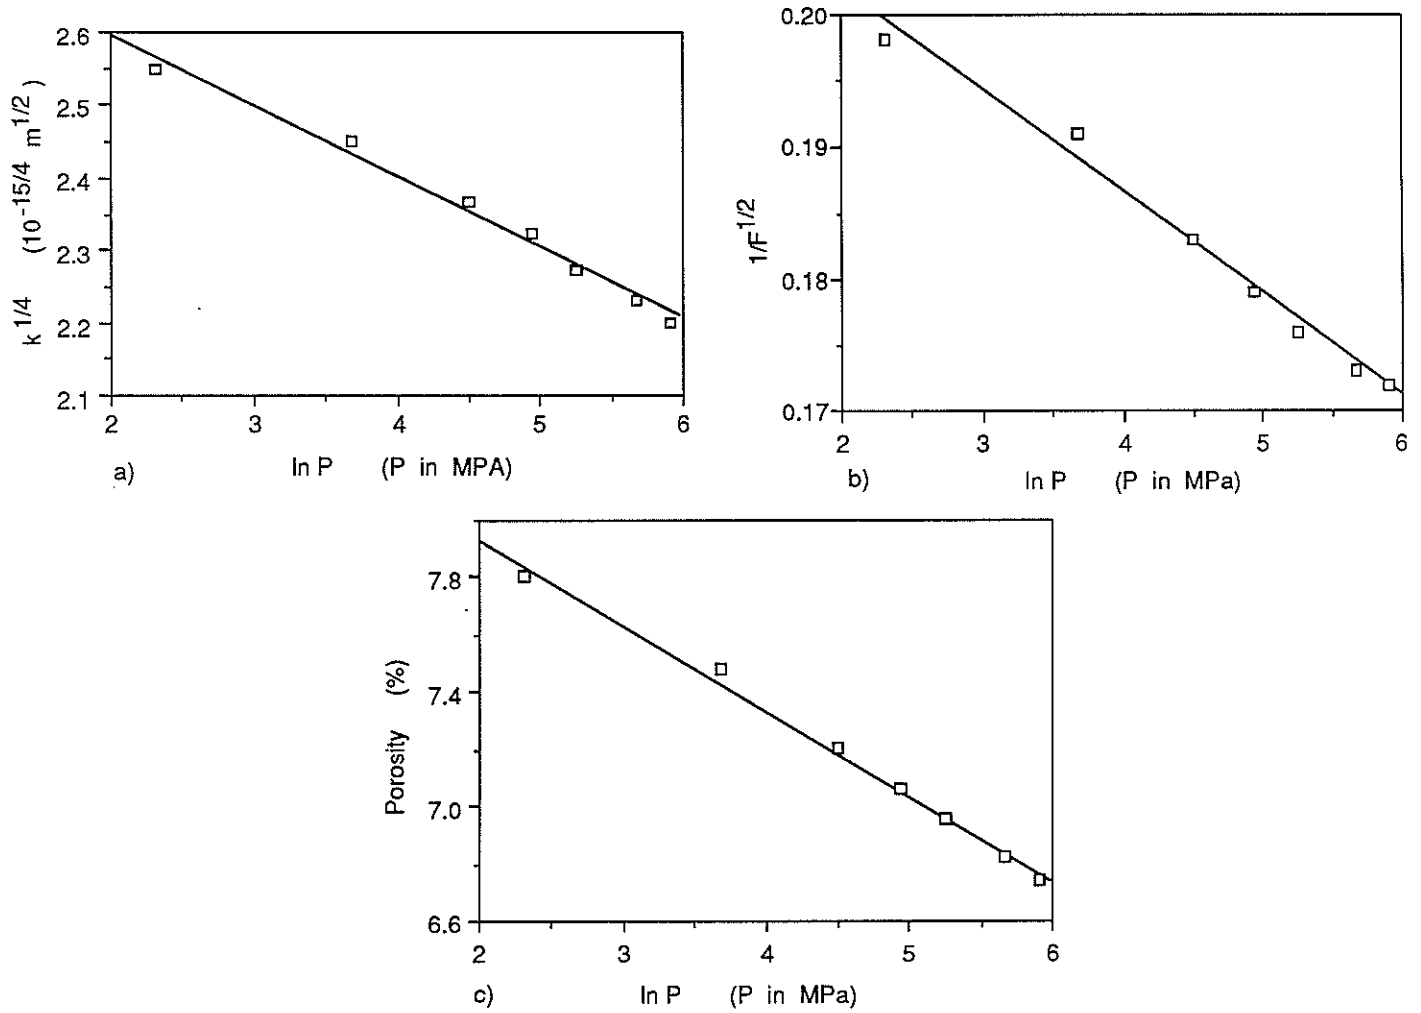 2.6
2.5
2.4
2.3
2.2
2.1
k^1/4 (10^-15/4 m^1/2)
2 3 4 5 6
ln P (P in MPA)
a)
0.20
0.19
0.18
0.17
1/F^1/2
2 3 4 5 6
ln P (P in MPa)
b)
7.8
7.4
7.0
6.6
Porosity (%)
2 3 4 5 6
ln P (P in MPa)
c)